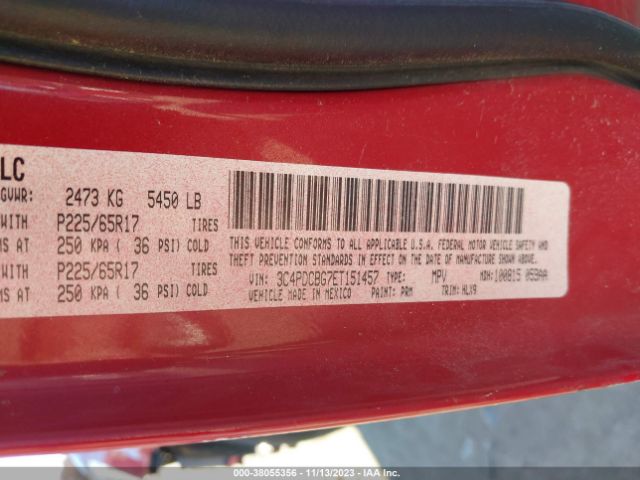 LC
GVWR: 2473 KG 5450 LB
WITH P225/65R17 TIRES
MS AT 250 KPA ( 36 PSI) COLD
WITH P225/65R17 TIRES
MS AT 250 KPA ( 36 PSI) COLD
THIS VEHICLE CONFORMS TO ALL APPLICABLE U.S.A. FEDERAL MOTOR VEHICLE SAFETY AND
THEFT PREVENTION STANDARDS IN EFFECT ON THE DATE OF MANUFACTURE SHOWN ABOVE.
VIN: 3C4PDCBG7ET151457 TYPE: MPV MDH: 100815 059AA
VEHICLE MADE IN MEXICO PAINT: PRM TRIM: HLX9
000-38055356 - 11/13/2023 - IAA Inc.